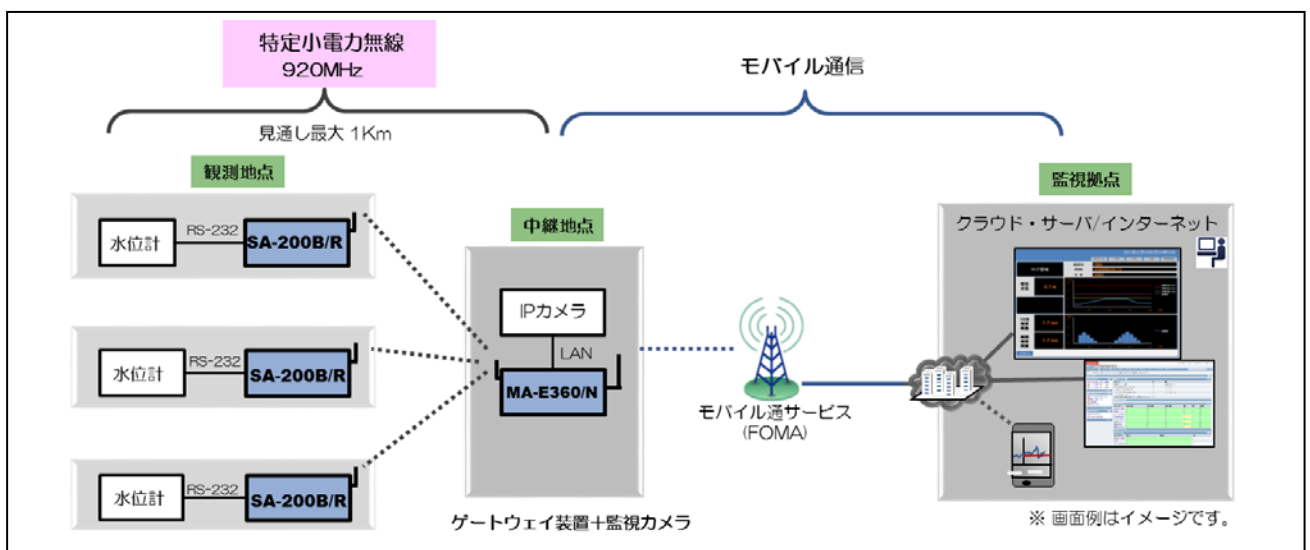 特定小電力無線
920MHz
モバイル通信
見通し最大 1Km
観測地点
中継地点
監視拠点
水位計
RS-232
SA-200B/R
水位計
RS-232
SA-200B/R
水位計
RS-232
SA-200B/R
IPカメラ
LAN
MA-E360/N
ゲートウェイ装置+監視カメラ
モバイル通サービス
(FOMA)
クラウド・サーバ/インターネット
※ 画面例はイメージです。